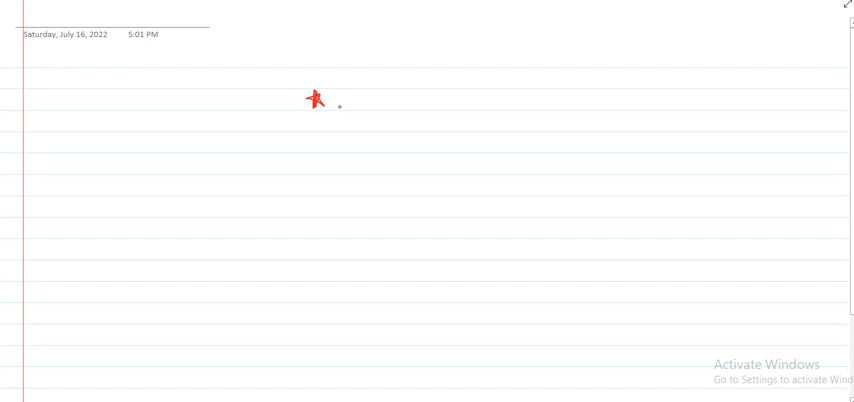 Saturday, July 16, 2022 5:01 PM
Activate Windows
Go to Settings to activate Wind